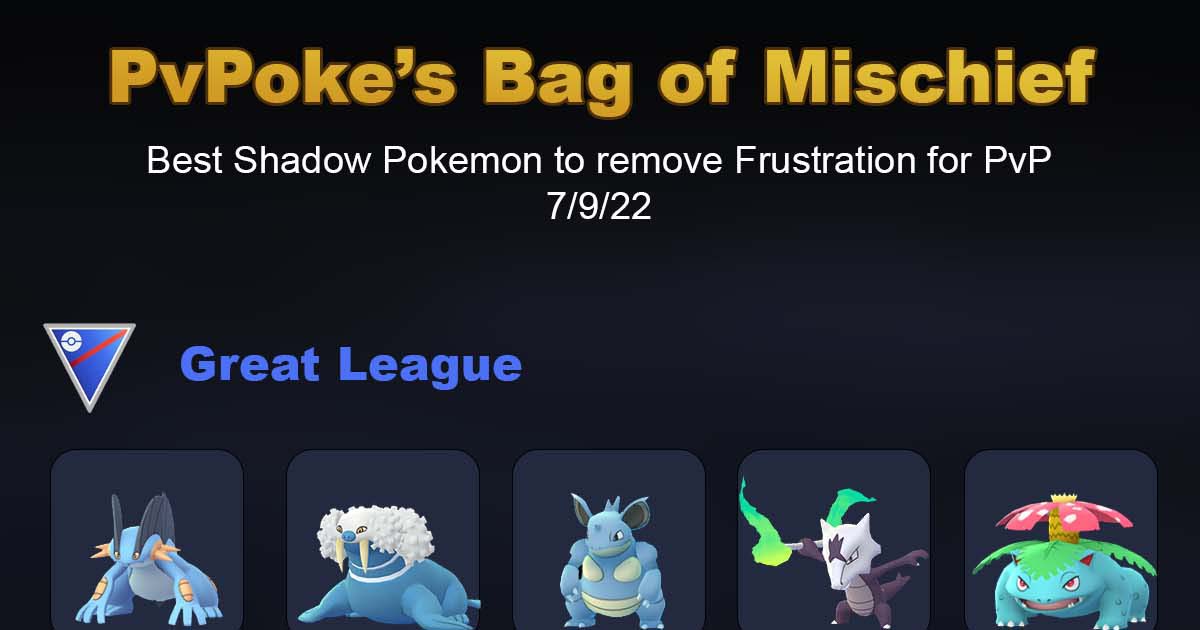 PvPoke’s Bag of Mischief
Best Shadow Pokemon to remove Frustration for PvP
7/9/22
Great League